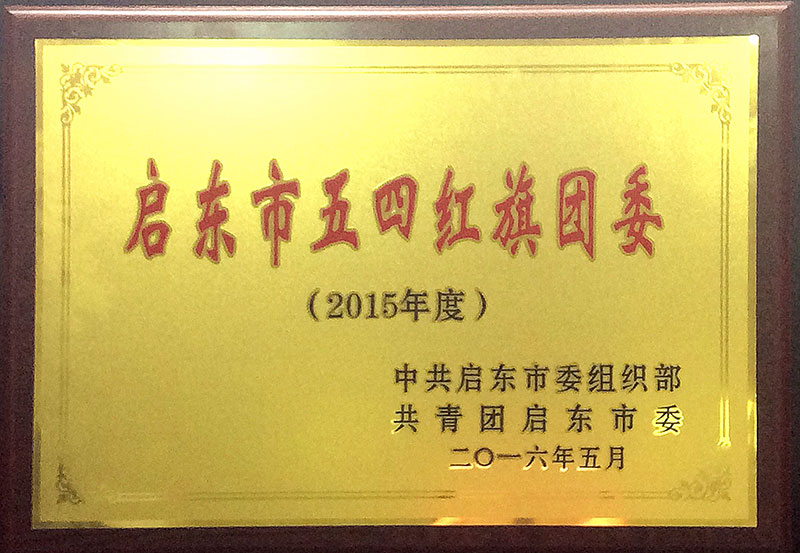 启东市五四红旗团委
（2015年度）
中共启东市委组织部
共青团启东市委
二〇一六年五月